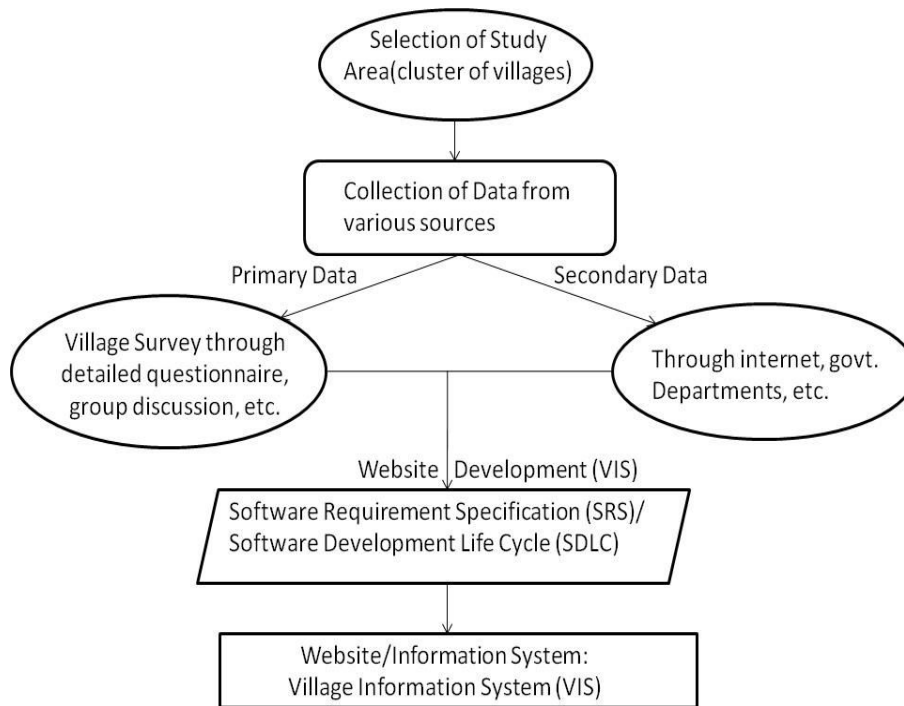 Selection of Study
Area(cluster of villages)
Collection of Data from
various sources
Primary Data
Secondary Data
Village Survey through
detailed questionnaire,
group discussion, etc.
Through internet, govt.
Departments, etc.
Website Development (VIS)
Software Requirement Specification (SRS)/
Software Development Life Cycle (SDLC)
Website/Information System:
Village Information System (VIS)